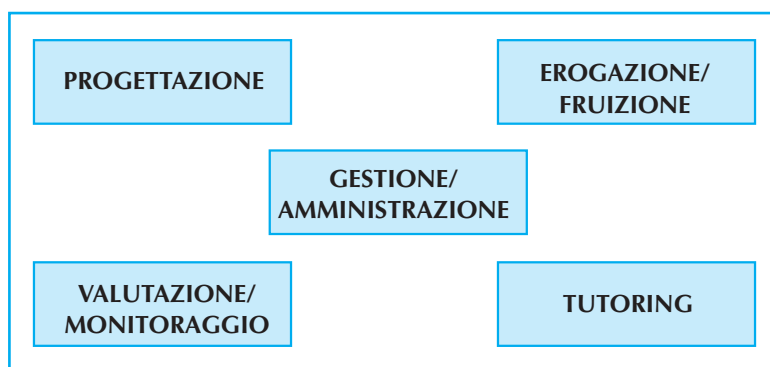 PROGETTAZIONE
EROGAZIONE/
FRUIZIONE
GESTIONE/
AMMINISTRAZIONE
VALUTAZIONE/
MONITORAGGIO
TUTORING